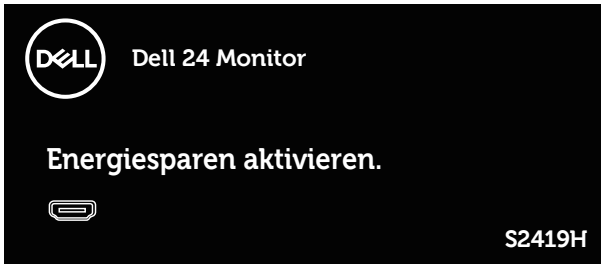 DELL
Dell 24 Monitor
Energiesparen aktivieren.
S2419H